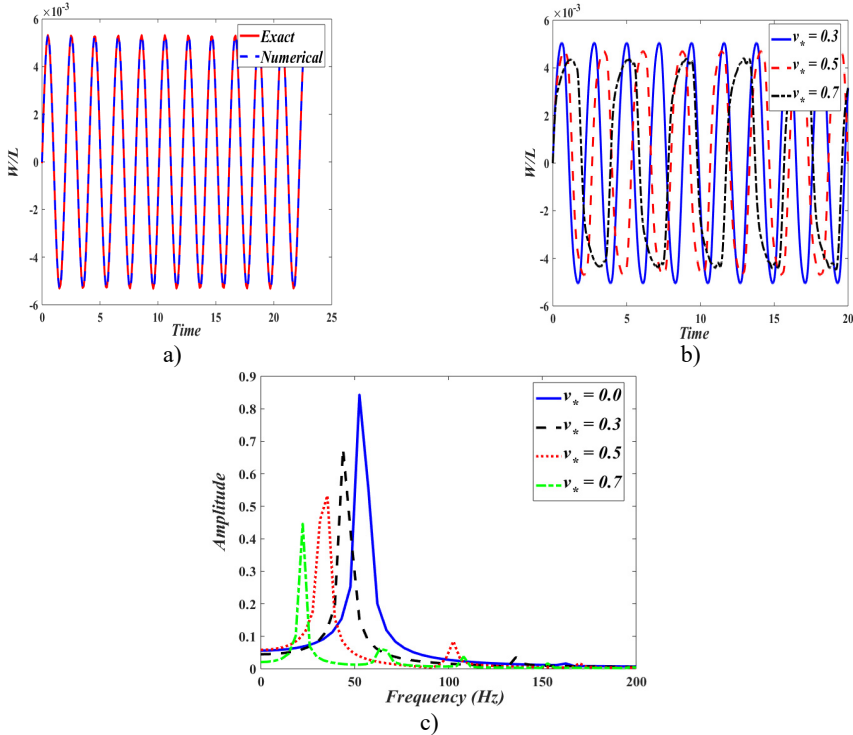 6 ×10⁻³
Exact
Numerical
4
2
0
-2
-4
-6
W/L
0 5 10 15 20 25
Time
a)
6 ×10⁻³
v* = 0.3
v* = 0.5
v* = 0.7
4
2
0
-2
-4
-6
W/L
0 5 10 15 20
Time
b)
0.9
0.8
0.7
0.6
0.5
0.4
0.3
0.2
0.1
0
Amplitude
v* = 0.0
v* = 0.3
v* = 0.5
v* = 0.7
0 50 100 150 200
Frequency (Hz)
c)